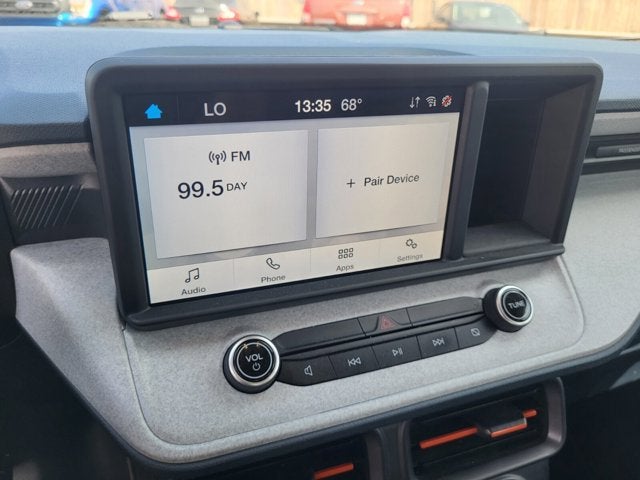 LO 13:35 68°
FM
99.5 DAY
+ Pair Device
Audio Phone Apps Settings
VOL
TUNE